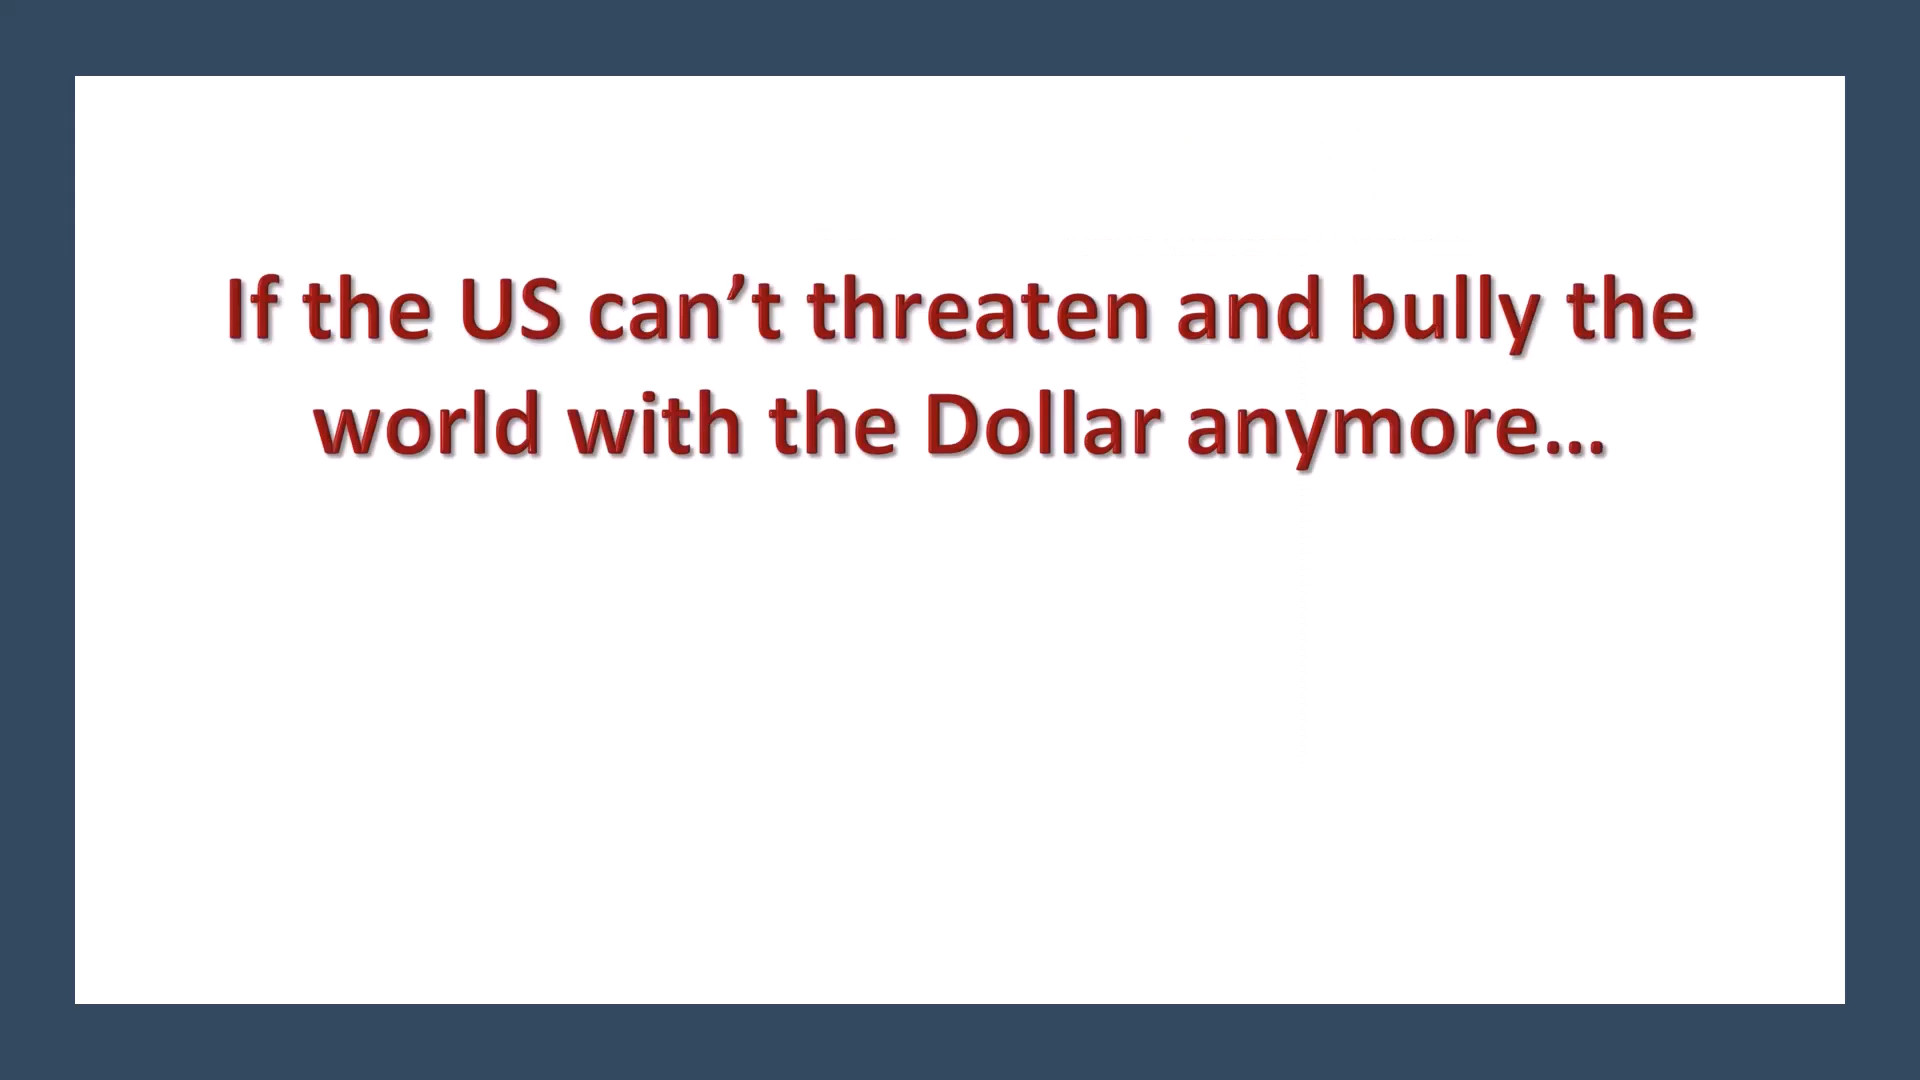 If the US can’t threaten and bully the
world with the Dollar anymore…